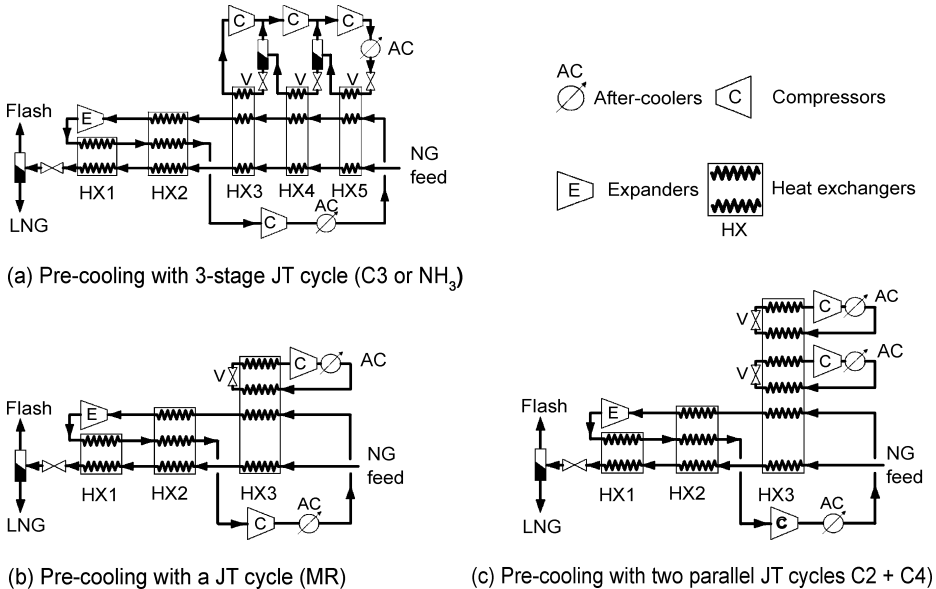 C C C
AC
V V V
Flash
E
NG
feed
HX1 HX2 HX3 HX4 HX5
AC
LNG
C
(a) Pre-cooling with 3-stage JT cycle (C3 or NH3)
AC
After-coolers
C Compressors
E Expanders
Heat exchangers
HX
V C AC
Flash
E
NG
feed
HX1 HX2 HX3
AC
LNG
C
(b) Pre-cooling with a JT cycle (MR)
V C AC
V C AC
Flash
E
NG
feed
HX1 HX2 HX3
AC
LNG
C
(c) Pre-cooling with two parallel JT cycles C2 + C4)